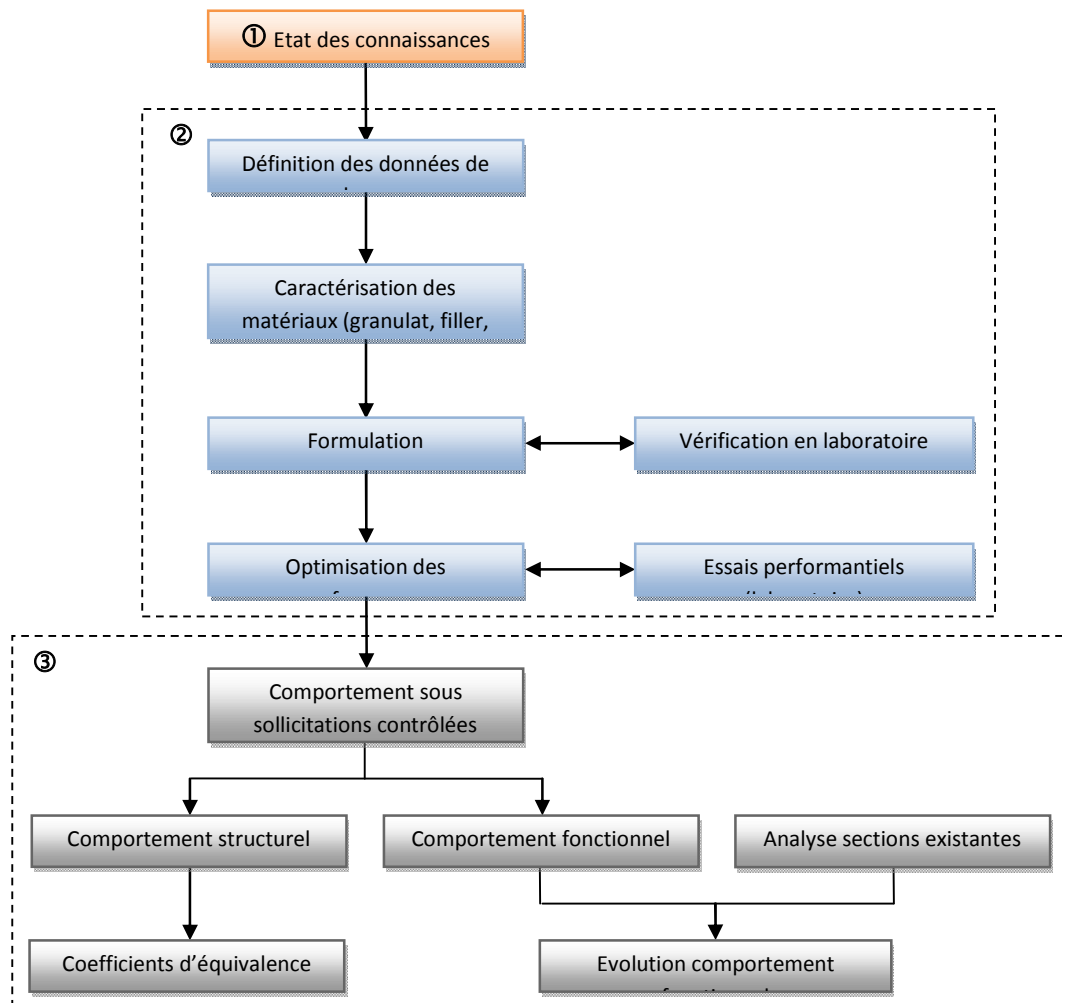 ① Etat des connaissances
②
Définition des données de
Caractérisation des
matériaux (granulat, filler,
Formulation
Vérification en laboratoire
Optimisation des
Essais performantiels
③
Comportement sous
sollicitations contrôlées
Comportement structurel
Comportement fonctionnel
Analyse sections existantes
Coefficients d’équivalence
Evolution comportement